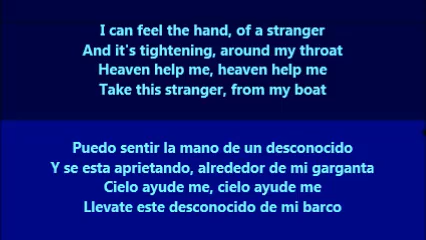 I can feel the hand, of a stranger
And it's tightening, around my throat
Heaven help me, heaven help me
Take this stranger, from my boat
Puedo sentir la mano de un desconocido
Y se esta aprietando, alrededor de mi garganta
Cielo ayude me, cielo ayude me
Llevate este desconocido de mi barco